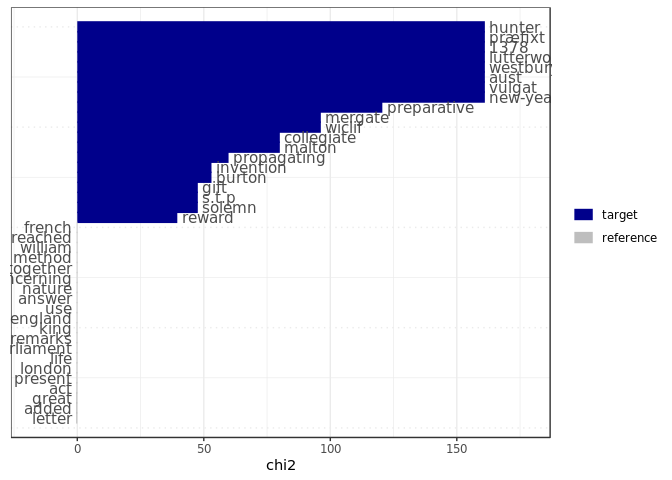 hunter
præfixt
1378
lutterwo
westbur
aust
vulgat
new-yea
preparative
mergate
wiclif
collegiate
malton
propagating
invention
burton
gift
s.t.p
solemn
reward
french
reached
william
method
together
ncerning
nature
answer
use
england
king
remarks
rliament
life
london
present
act
great
added
letter
target
reference
0 50 100 150
chi2